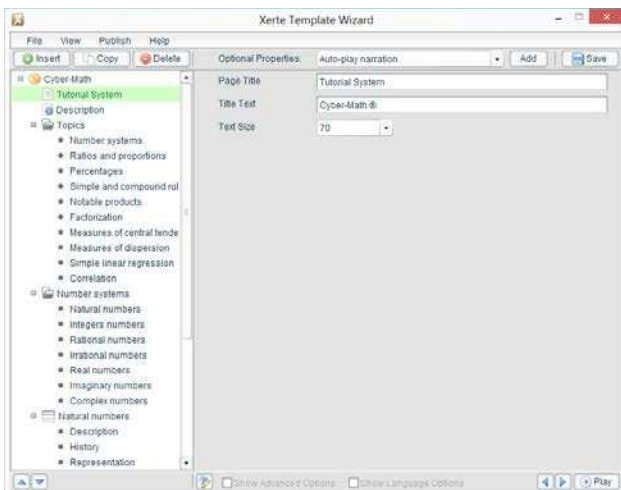 Xerte Template Wizard
File View Publish Help
Insert Copy Delete Optional Properties: Auto-play narration Add Save
Cyber-Math
Tutorial System
Description
Topics
Number systems
Ratios and proportions
Percentages
Simple and compound rul
Notable products
Factorization
Measures of central tende
Measures of dispersion
Simple linear regression
Correlation
Number systems
Natural numbers
Integers numbers
Rational numbers
Irrational numbers
Real numbers
Imaginary numbers
Complex numbers
Natural numbers
Description
History
Representation
Page Title Tutorial System
Title Text Cyber-Math ®
Text Size 70
Show Advanced Options Show Language Options Play